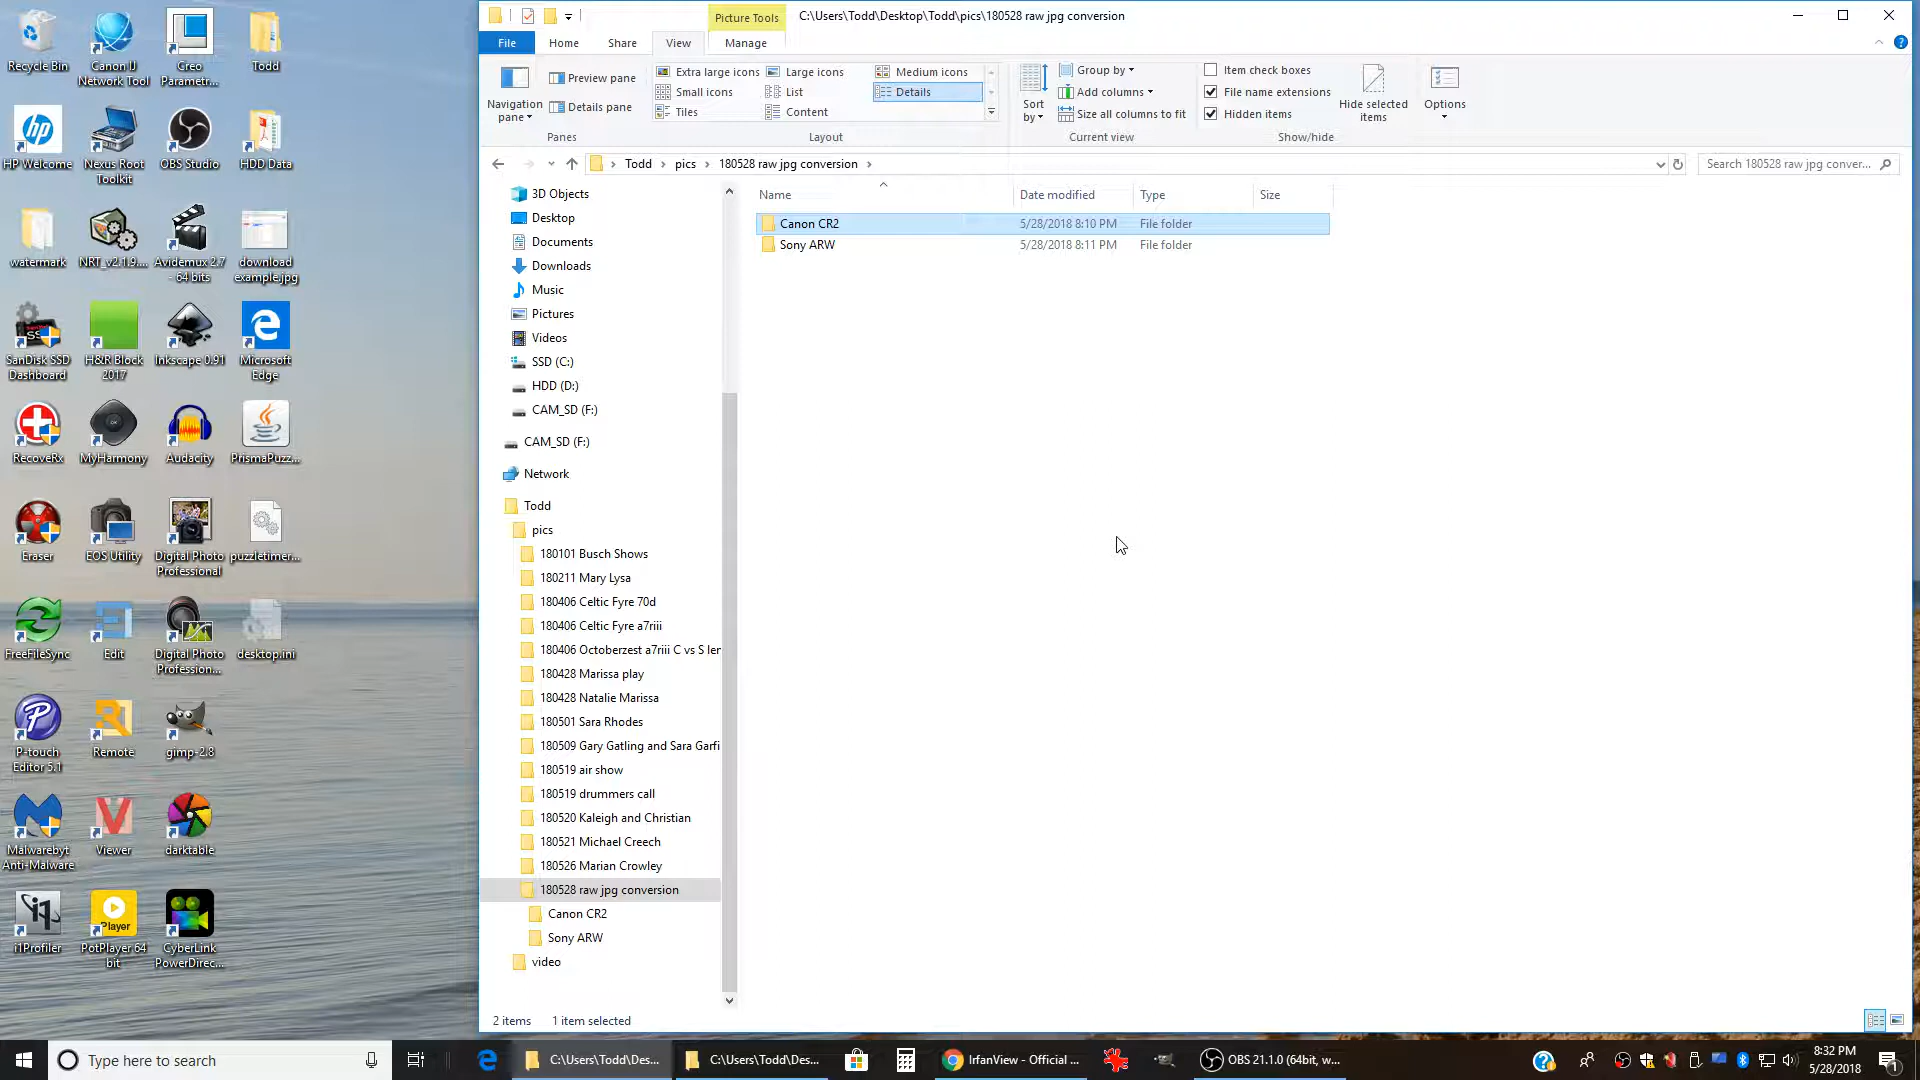 Recycle Bin
Canon IJ Network Tool
Creo Parametr...
Todd
HP Welcome
Nexus Root Toolkit
OBS Studio
HDD Data
watermark
NRT_v2.1.9....
Avidemux 2.7 - 64 bits
download example.jpg
SanDisk SSD Dashboard
H&R Block 2017
Inkscape 0.91
Microsoft Edge
RecoveRx
MyHarmony
Audacity
PrismaPuzz...
Eraser
EOS Utility
Digital Photo Professional
puzzletimer...
FreeFileSync
Edit
Digital Photo Profession...
desktop.ini
P-touch Editor 5.1
Remote
gimp-2.8
Malwarebyt Anti-Malware
Viewer
darktable
i1Profiler
PotPlayer 64 bit
CyberLink PowerDirec...
Picture Tools
C:\Users\Todd\Desktop\Todd\pics\180528 raw jpg conversion
File Home Share View Manage
Navigation pane
Preview pane
Details pane
Panes
Extra large icons Large icons Medium icons
Small icons List Details
Tiles Content
Layout
Sort by
Group by
Add columns
Size all columns to fit
Current view
Item check boxes
File name extensions
Hidden items
Hide selected items
Show/hide
Options
Todd › pics › 180528 raw jpg conversion ›
Search 180528 raw jpg conver...
3D Objects
Desktop
Documents
Downloads
Music
Pictures
Videos
SSD (C:)
HDD (D:)
CAM_SD (F:)
CAM_SD (F:)
Network
Todd
pics
180101 Busch Shows
180211 Mary Lysa
180406 Celtic Fyre 70d
180406 Celtic Fyre a7riii
180406 Octoberzest a7riii C vs S ler
180428 Marissa play
180428 Natalie Marissa
180501 Sara Rhodes
180509 Gary Gatling and Sara Garfi
180519 air show
180519 drummers call
180520 Kaleigh and Christian
180521 Michael Creech
180526 Marian Crowley
180528 raw jpg conversion
Canon CR2
Sony ARW
video
Name Date modified Type Size
Canon CR2 5/28/2018 8:10 PM File folder
Sony ARW 5/28/2018 8:11 PM File folder
2 items 1 item selected
Type here to search
C:\Users\Todd\Des...
C:\Users\Todd\Des...
IrfanView - Official ...
OBS 21.1.0 (64bit, w...
8:32 PM
5/28/2018